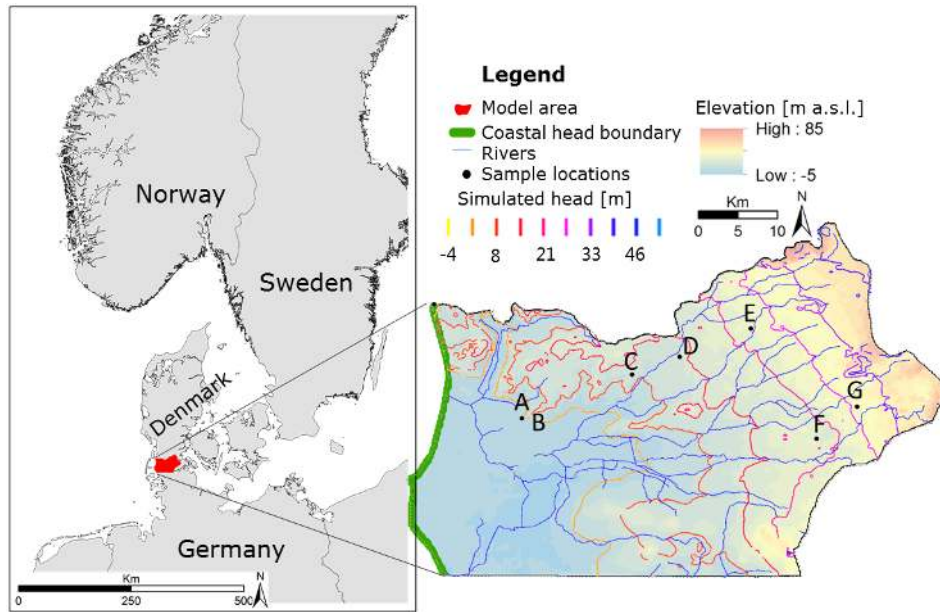 Norway
Sweden
Denmark
Germany
Km
0 250 500
N
Legend
Model area
Coastal head boundary
Rivers
Sample locations
Simulated head [m]
-4 8 21 33 46
Elevation [m a.s.l.]
High : 85
Low : -5
Km
0 5 10
N
A
B
C
D
E
F
G